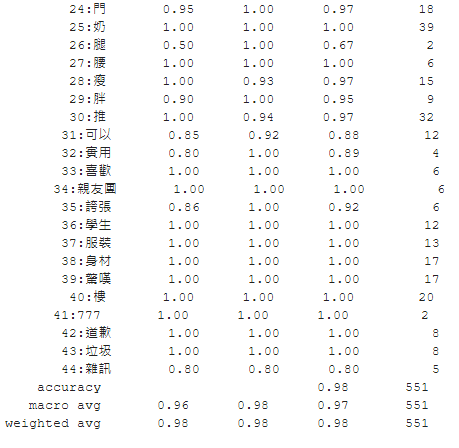 24:門 0.95 1.00 0.97 18
25:奶 1.00 1.00 1.00 39
26:腿 0.50 1.00 0.67 2
27:腰 1.00 1.00 1.00 6
28:瘦 1.00 0.93 0.97 15
29:胖 0.90 1.00 0.95 9
30:推 1.00 0.94 0.97 32
31:可以 0.85 0.92 0.88 12
32:實用 0.80 1.00 0.89 4
33:喜歡 1.00 1.00 1.00 6
34:親友團 1.00 1.00 1.00 6
35:誇張 0.86 1.00 0.92 6
36:學生 1.00 1.00 1.00 12
37:服裝 1.00 1.00 1.00 13
38:身材 1.00 1.00 1.00 17
39:驚嘆 1.00 1.00 1.00 17
40:樓 1.00 1.00 1.00 20
41:777 1.00 1.00 1.00 2
42:道歉 1.00 1.00 1.00 8
43:垃圾 1.00 1.00 1.00 8
44:雜訊 0.80 0.80 0.80 5
accuracy 0.98 551
macro avg 0.96 0.98 0.97 551
weighted avg 0.98 0.98 0.98 551